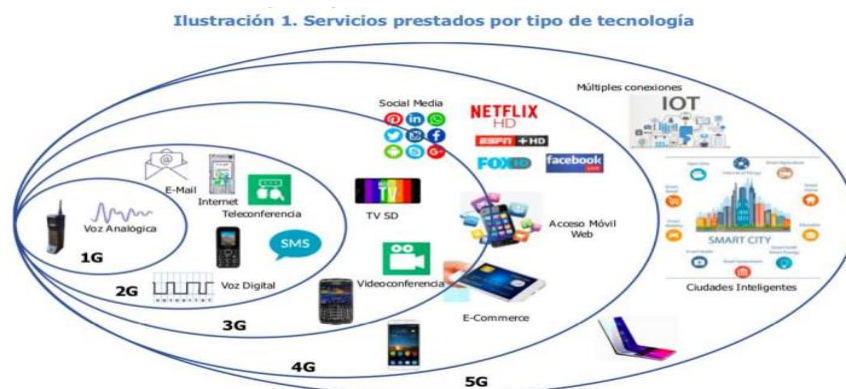 Ilustración 1. Servicios prestados por tipo de tecnología
Múltiples conexiones
IOT
Social Media
NETFLIX
HD
ESPN +HD
FOX HD
facebook
E-Mail
Internet
Teleconferencia
TV
TV SD
Voz Analógica
SMS
Acceso Móvil
Web
SMART CITY
1G
2G
Voz Digital
Videoconferencia
Ciudades Inteligentes
3G
E-Commerce
4G
5G